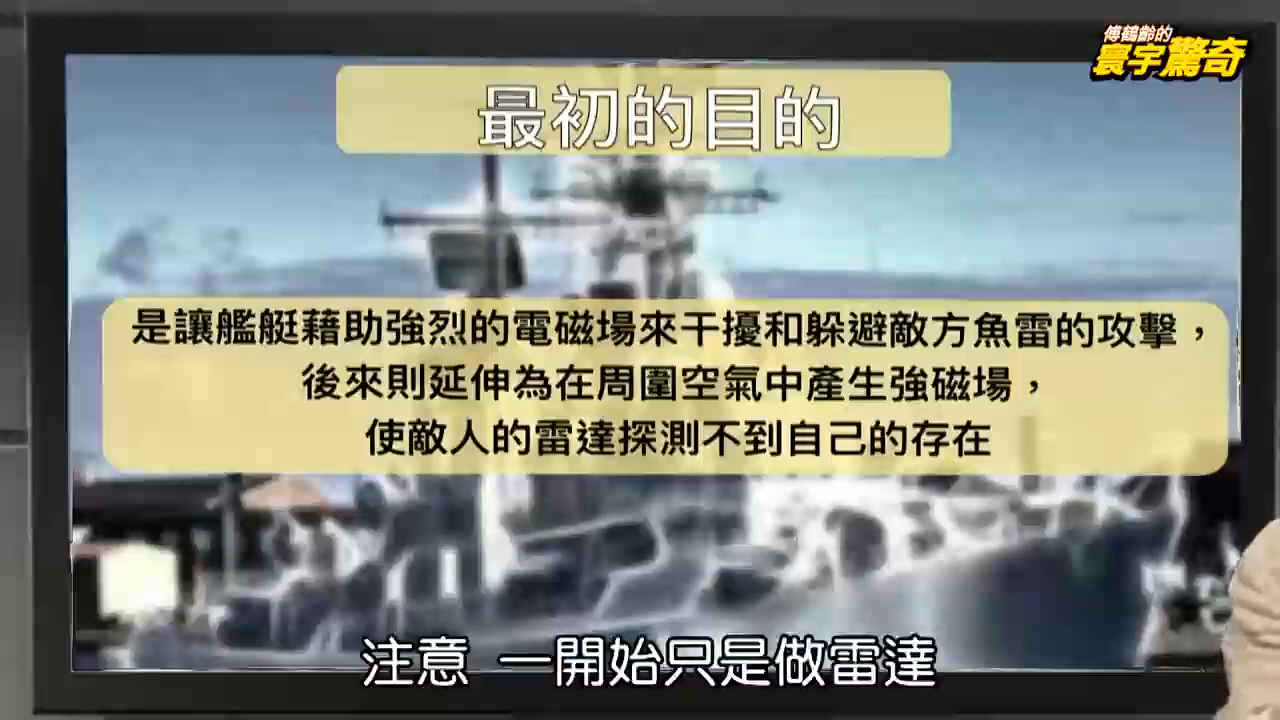 傅鶴齡的
寰宇驚奇
最初的目的
是讓艦艇藉助強烈的電磁場來干擾和躲避敵方魚雷的攻擊，
後來則延伸為在周圍空氣中產生強磁場，
使敵人的雷達探測不到自己的存在
注意 一開始只是做雷達